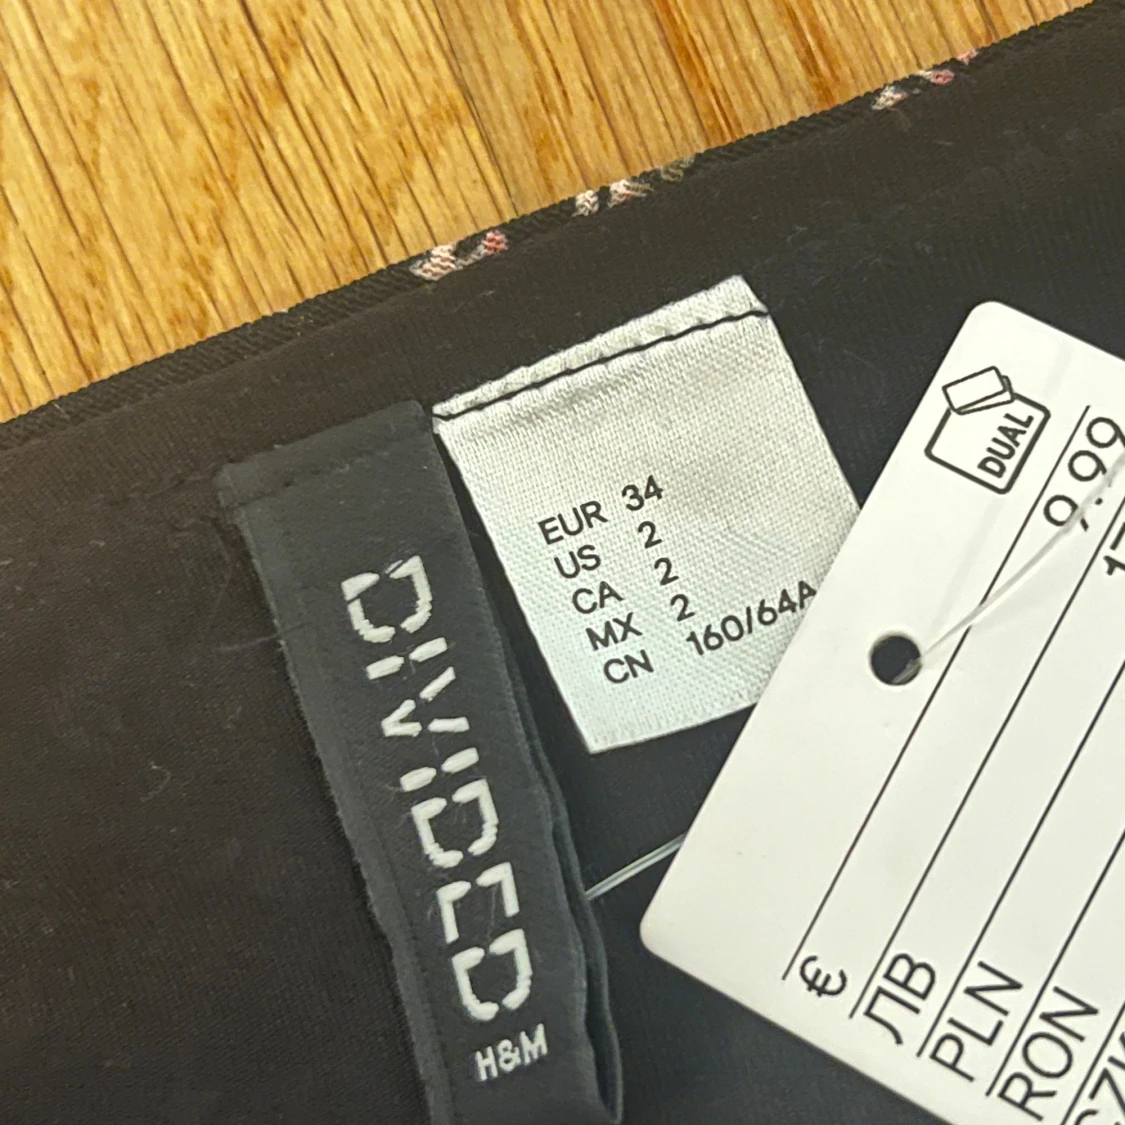 EUR 34
US 2
CA 2
MX 2
CN 160/64A
DIVIDED
H&M
DUAL
€ 9.99
ЛВ
PLN
RON